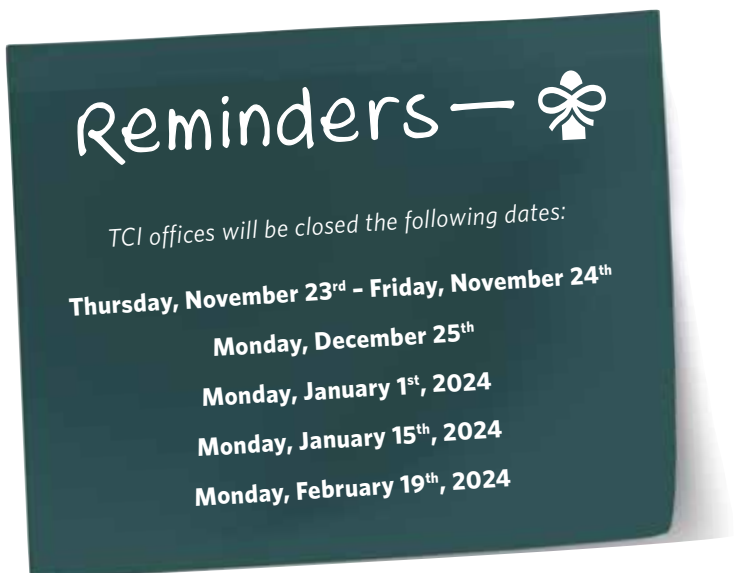 Reminders—
TCI offices will be closed the following dates:
Thursday, November 23rd – Friday, November 24th
Monday, December 25th
Monday, January 1st, 2024
Monday, January 15th, 2024
Monday, February 19th, 2024